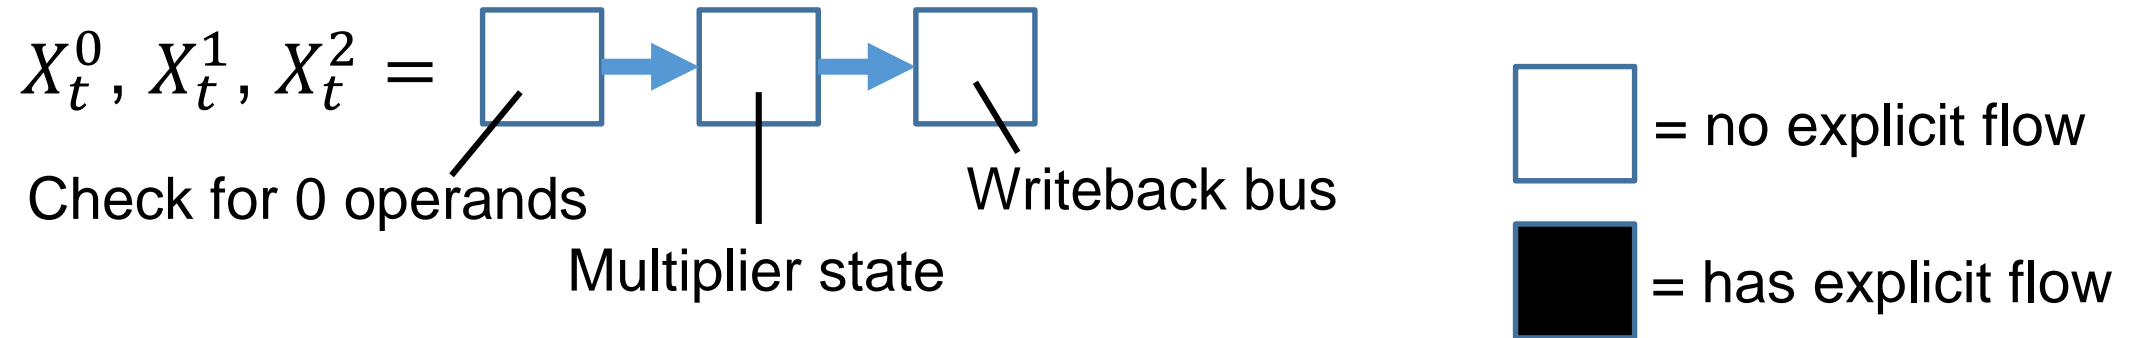 X_t^0, X_t^1, X_t^2 =
Check for 0 operands
Multiplier state
Writeback bus
= no explicit flow
= has explicit flow